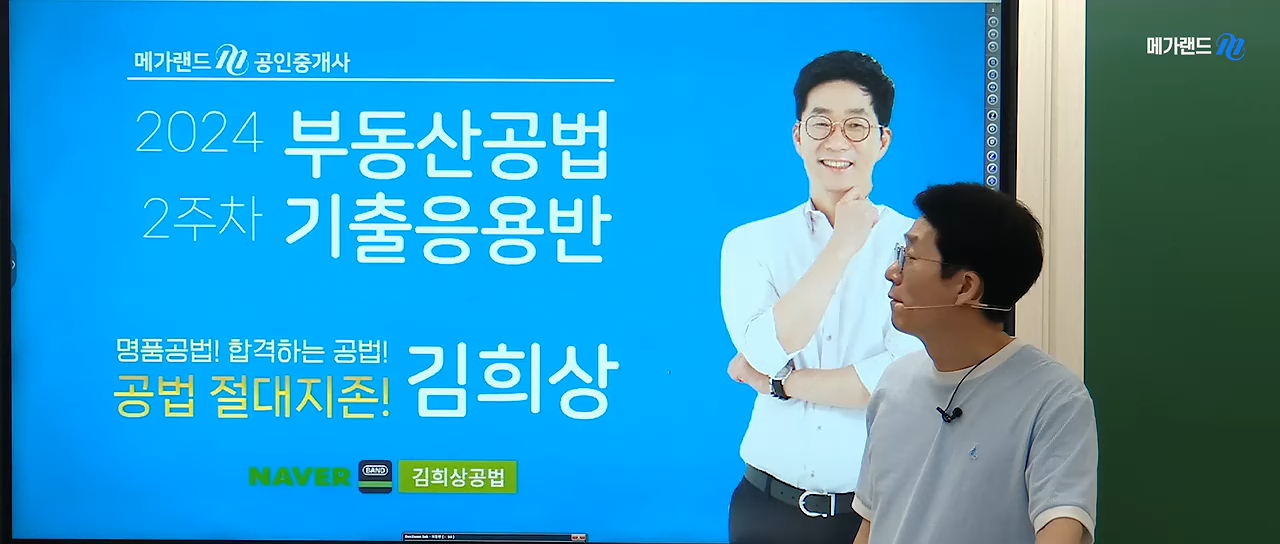 메가랜드 공인중개사
메가랜드
2024 부동산공법
2주차 기출응용반
명품공법! 합격하는 공법!
공법 절대지존! 김희상
NAVER BAND 김희상공법